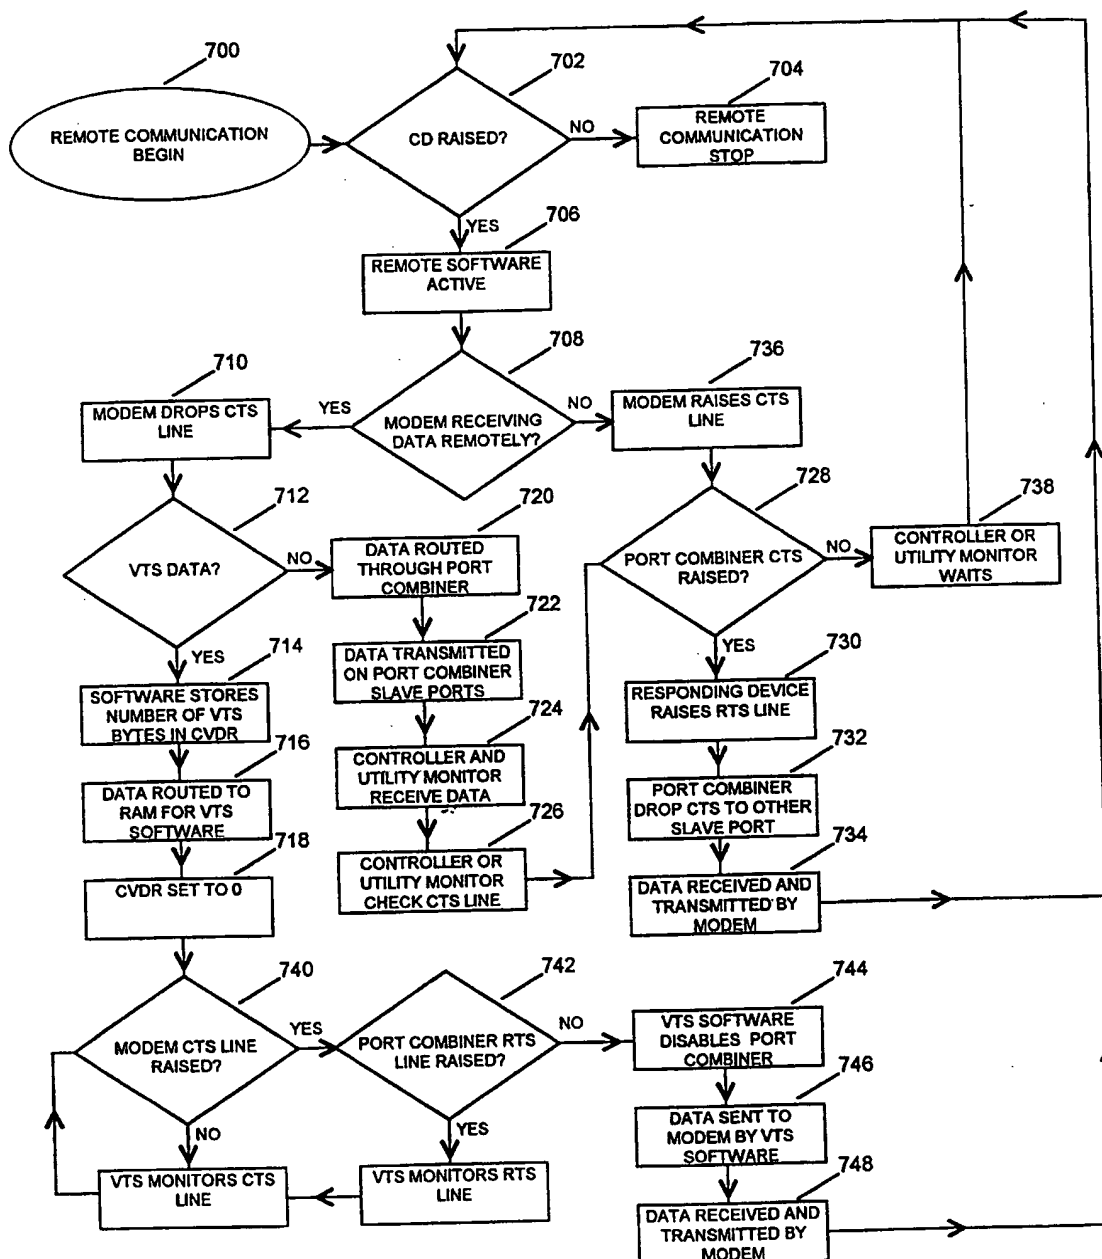 700
702
704
REMOTE COMMUNICATION
BEGIN
CD RAISED?
NO
REMOTE
COMMUNICATION
STOP
YES
706
REMOTE SOFTWARE
ACTIVE
708
710
736
MODEM DROPS CTS
LINE
YES
MODEM RECEIVING
DATA REMOTELY?
NO
MODEM RAISES CTS
LINE
712
720
728
738
VTS DATA?
NO
DATA ROUTED
THROUGH PORT
COMBINER
PORT COMBINER CTS
RAISED?
NO
CONTROLLER OR
UTILITY MONITOR
WAITS
722
YES
714
DATA TRANSMITTED
ON PORT COMBINER
SLAVE PORTS
YES
730
SOFTWARE STORES
NUMBER OF VTS
BYTES IN CVDR
RESPONDING DEVICE
RAISES RTS LINE
724
716
CONTROLLER AND
UTILITY MONITOR
RECEIVE DATA
732
DATA ROUTED TO
RAM FOR VTS
SOFTWARE
PORT COMBINER
DROP CTS TO OTHER
SLAVE PORT
726
718
CONTROLLER OR
UTILITY MONITOR
CHECK CTS LINE
734
CVDR SET TO 0
DATA RECEIVED AND
TRANSMITTED BY
MODEM
740
742
744
MODEM CTS LINE
RAISED?
YES
PORT COMBINER RTS
LINE RAISED?
NO
VTS SOFTWARE
DISABLES PORT
COMBINER
746
NO
YES
DATA SENT TO
MODEM BY VTS
SOFTWARE
VTS MONITORS CTS
LINE
VTS MONITORS RTS
LINE
748
DATA RECEIVED AND
TRANSMITTED BY
MODEM